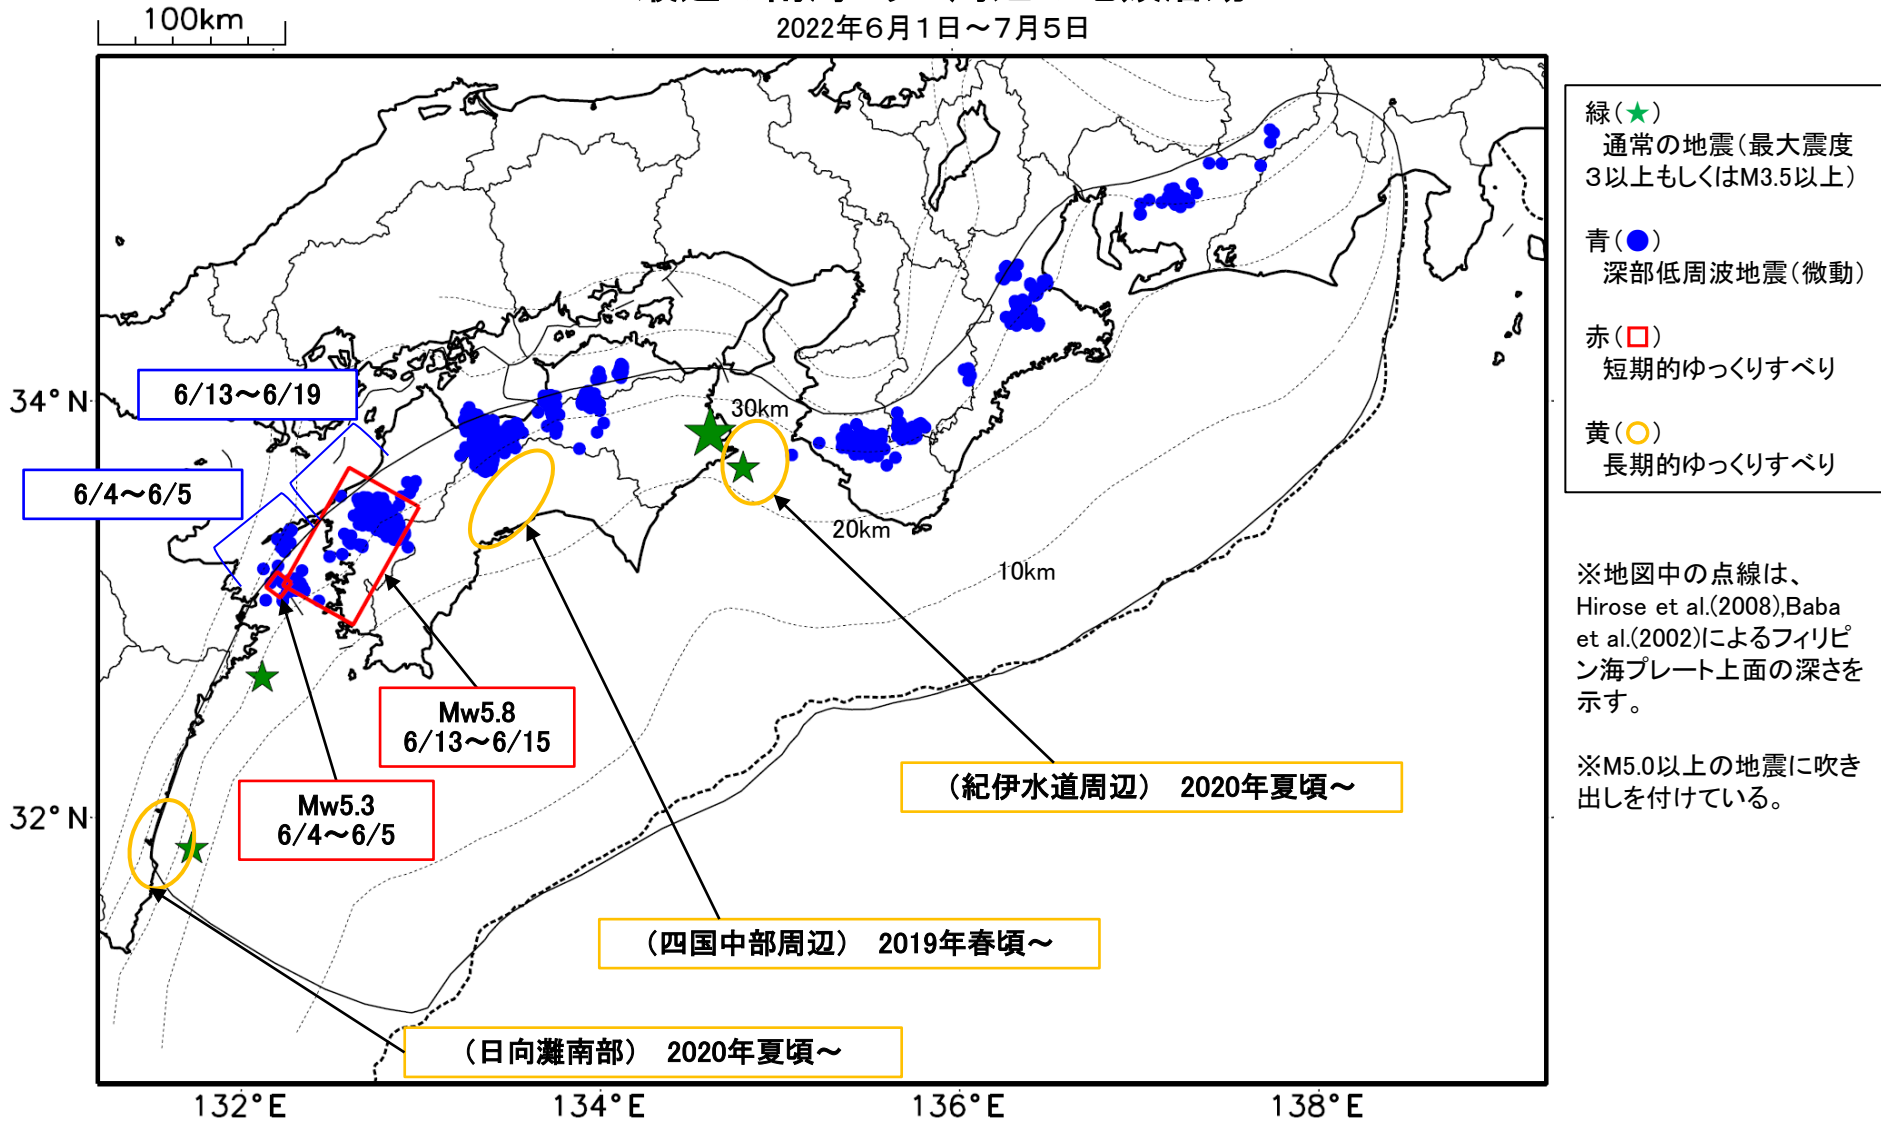 2022年6月1日～7月5日
100km
34°N
32°N
132°E
134°E
136°E
138°E
6/13～6/19
6/4～6/5
30km
20km
10km
Mw5.8
6/13～6/15
Mw5.3
6/4～6/5
（紀伊水道周辺）　2020年夏頃～
（四国中部周辺）　2019年春頃～
（日向灘南部）　2020年夏頃～
緑（★）
通常の地震（最大震度
３以上もしくはM3.5以上）
青（●）
深部低周波地震（微動）
赤（□）
短期的ゆっくりすべり
黄（○）
長期的ゆっくりすべり
※地図中の点線は、
Hirose et al.(2008),Baba
et al.(2002)によるフィリピ
ン海プレート上面の深さを
示す。
※M5.0以上の地震に吹き
出しを付けている。